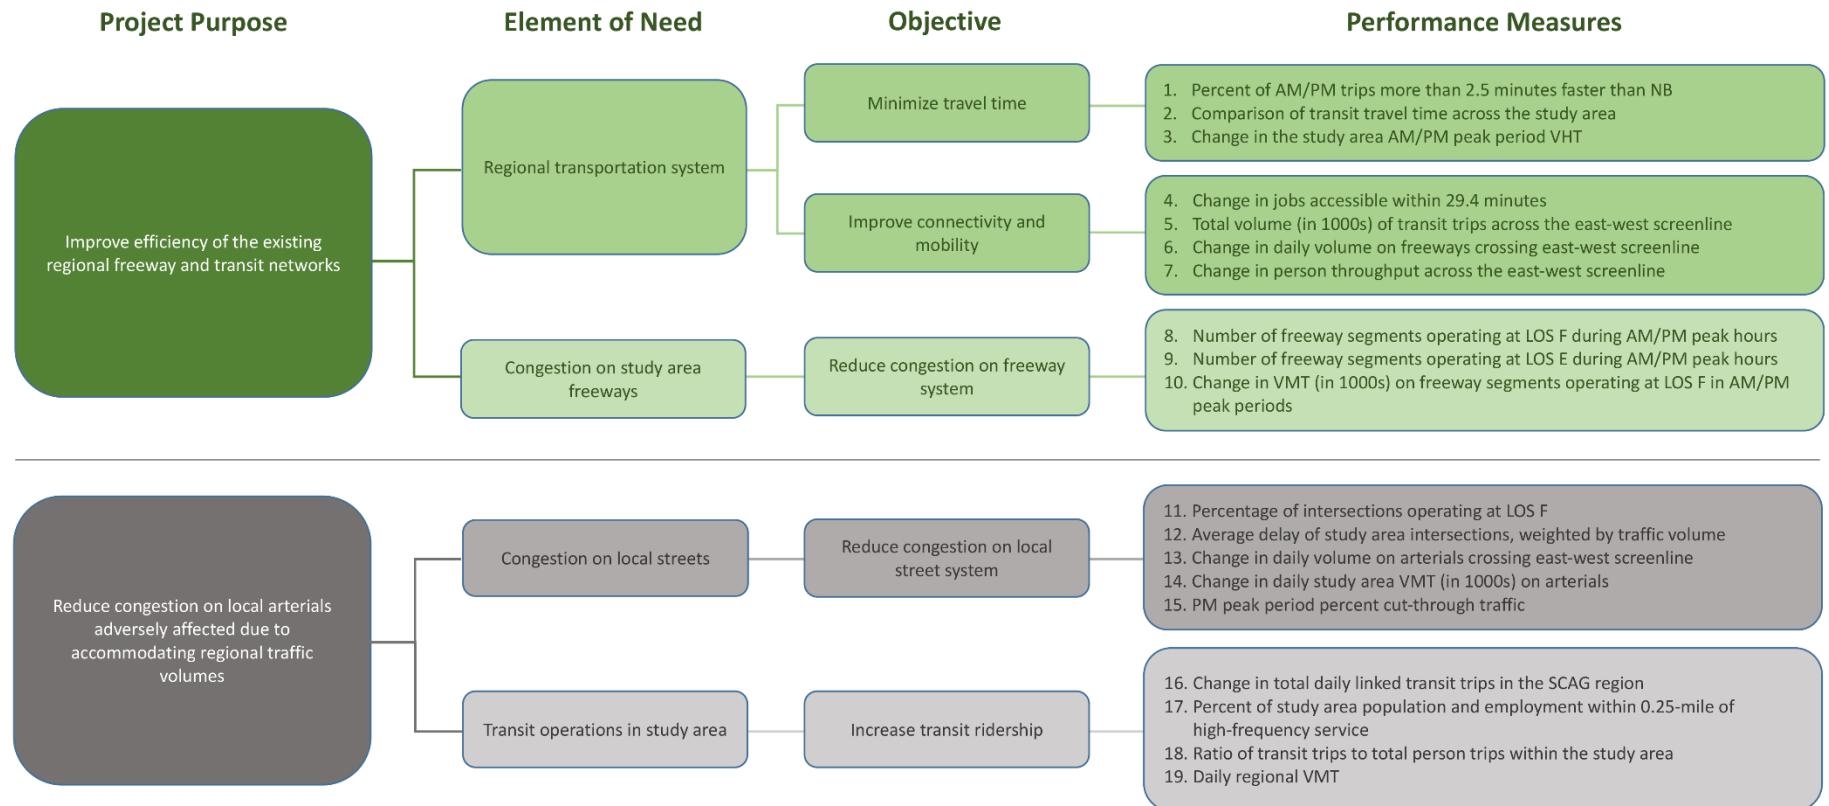 Project Purpose
Element of Need
Objective
Performance Measures
Improve efficiency of the existing
regional freeway and transit networks
Regional transportation system
Minimize travel time
1. Percent of AM/PM trips more than 2.5 minutes faster than NB
2. Comparison of transit travel time across the study area
3. Change in the study area AM/PM peak period VHT
Improve connectivity and
mobility
4. Change in jobs accessible within 29.4 minutes
5. Total volume (in 1000s) of transit trips across the east-west screenline
6. Change in daily volume on freeways crossing east-west screenline
7. Change in person throughput across the east-west screenline
Congestion on study area
freeways
Reduce congestion on freeway
system
8. Number of freeway segments operating at LOS F during AM/PM peak hours
9. Number of freeway segments operating at LOS E during AM/PM peak hours
10. Change in VMT (in 1000s) on freeway segments operating at LOS F in AM/PM
peak periods
Reduce congestion on local arterials
adversely affected due to
accommodating regional traffic
volumes
Congestion on local streets
Reduce congestion on local
street system
11. Percentage of intersections operating at LOS F
12. Average delay of study area intersections, weighted by traffic volume
13. Change in daily volume on arterials crossing east-west screenline
14. Change in daily study area VMT (in 1000s) on arterials
15. PM peak period percent cut-through traffic
Transit operations in study area
Increase transit ridership
16. Change in total daily linked transit trips in the SCAG region
17. Percent of study area population and employment within 0.25-mile of
high-frequency service
18. Ratio of transit trips to total person trips within the study area
19. Daily regional VMT